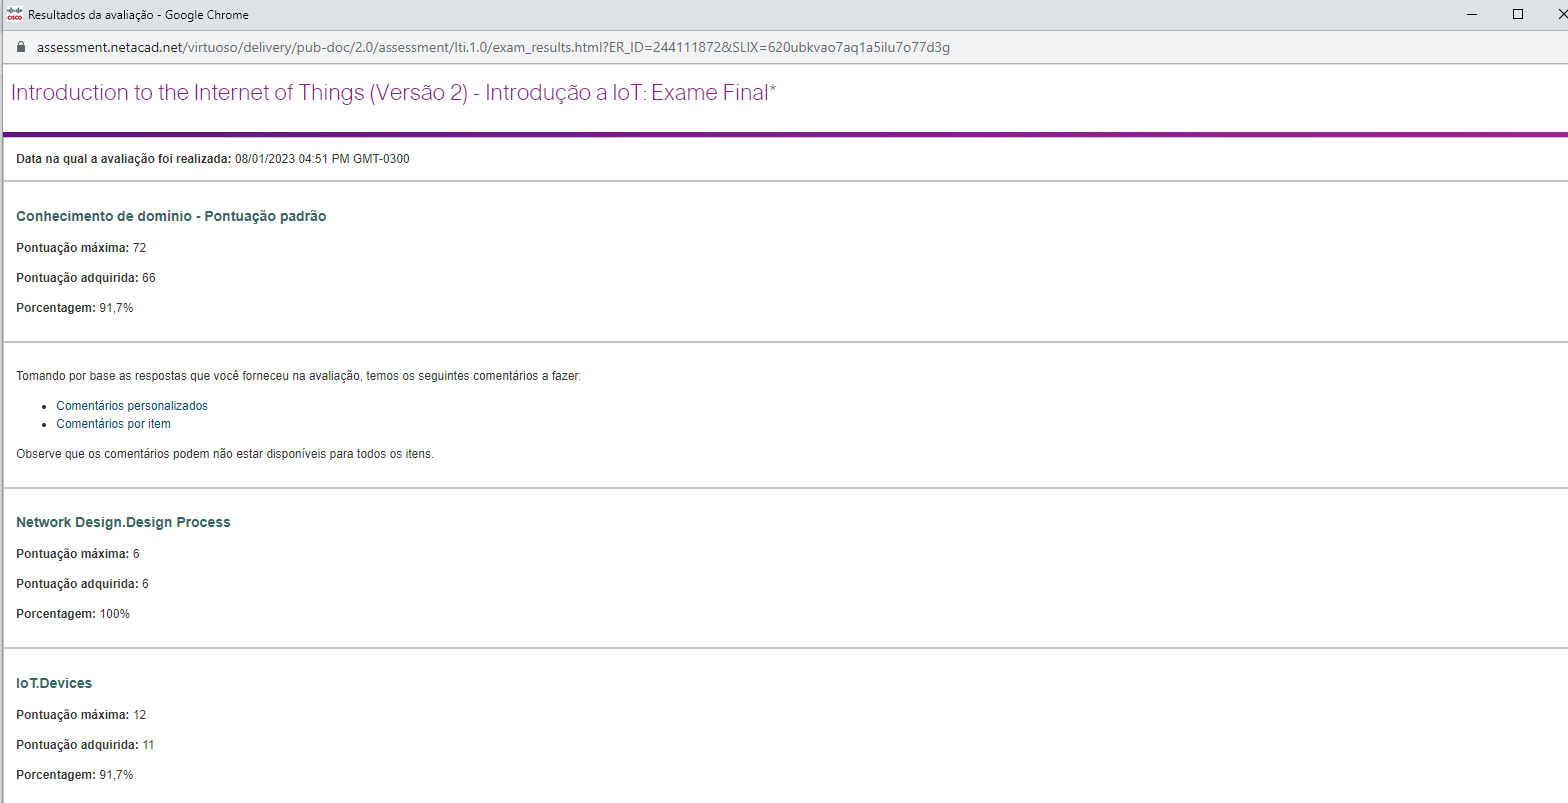 CISCO Resultados da avaliação - Google Chrome
assessment.netacad.net/virtuoso/delivery/pub-doc/2.0/assessment/lti.1.0/exam_results.html?ER_ID=244111872&SLIX=620ubkvao7aq1a5ilu7o77d3g
Introduction to the Internet of Things (Versão 2) - Introdução a IoT: Exame Final*
Data na qual a avaliação foi realizada: 08/01/2023 04:51 PM GMT-0300
Conhecimento de domínio - Pontuação padrão
Pontuação máxima: 72
Pontuação adquirida: 66
Porcentagem: 91,7%
Tomando por base as respostas que você forneceu na avaliação, temos os seguintes comentários a fazer:
• Comentários personalizados
• Comentários por item
Observe que os comentários podem não estar disponíveis para todos os itens.
Network Design.Design Process
Pontuação máxima: 6
Pontuação adquirida: 6
Porcentagem: 100%
IoT.Devices
Pontuação máxima: 12
Pontuação adquirida: 11
Porcentagem: 91,7%